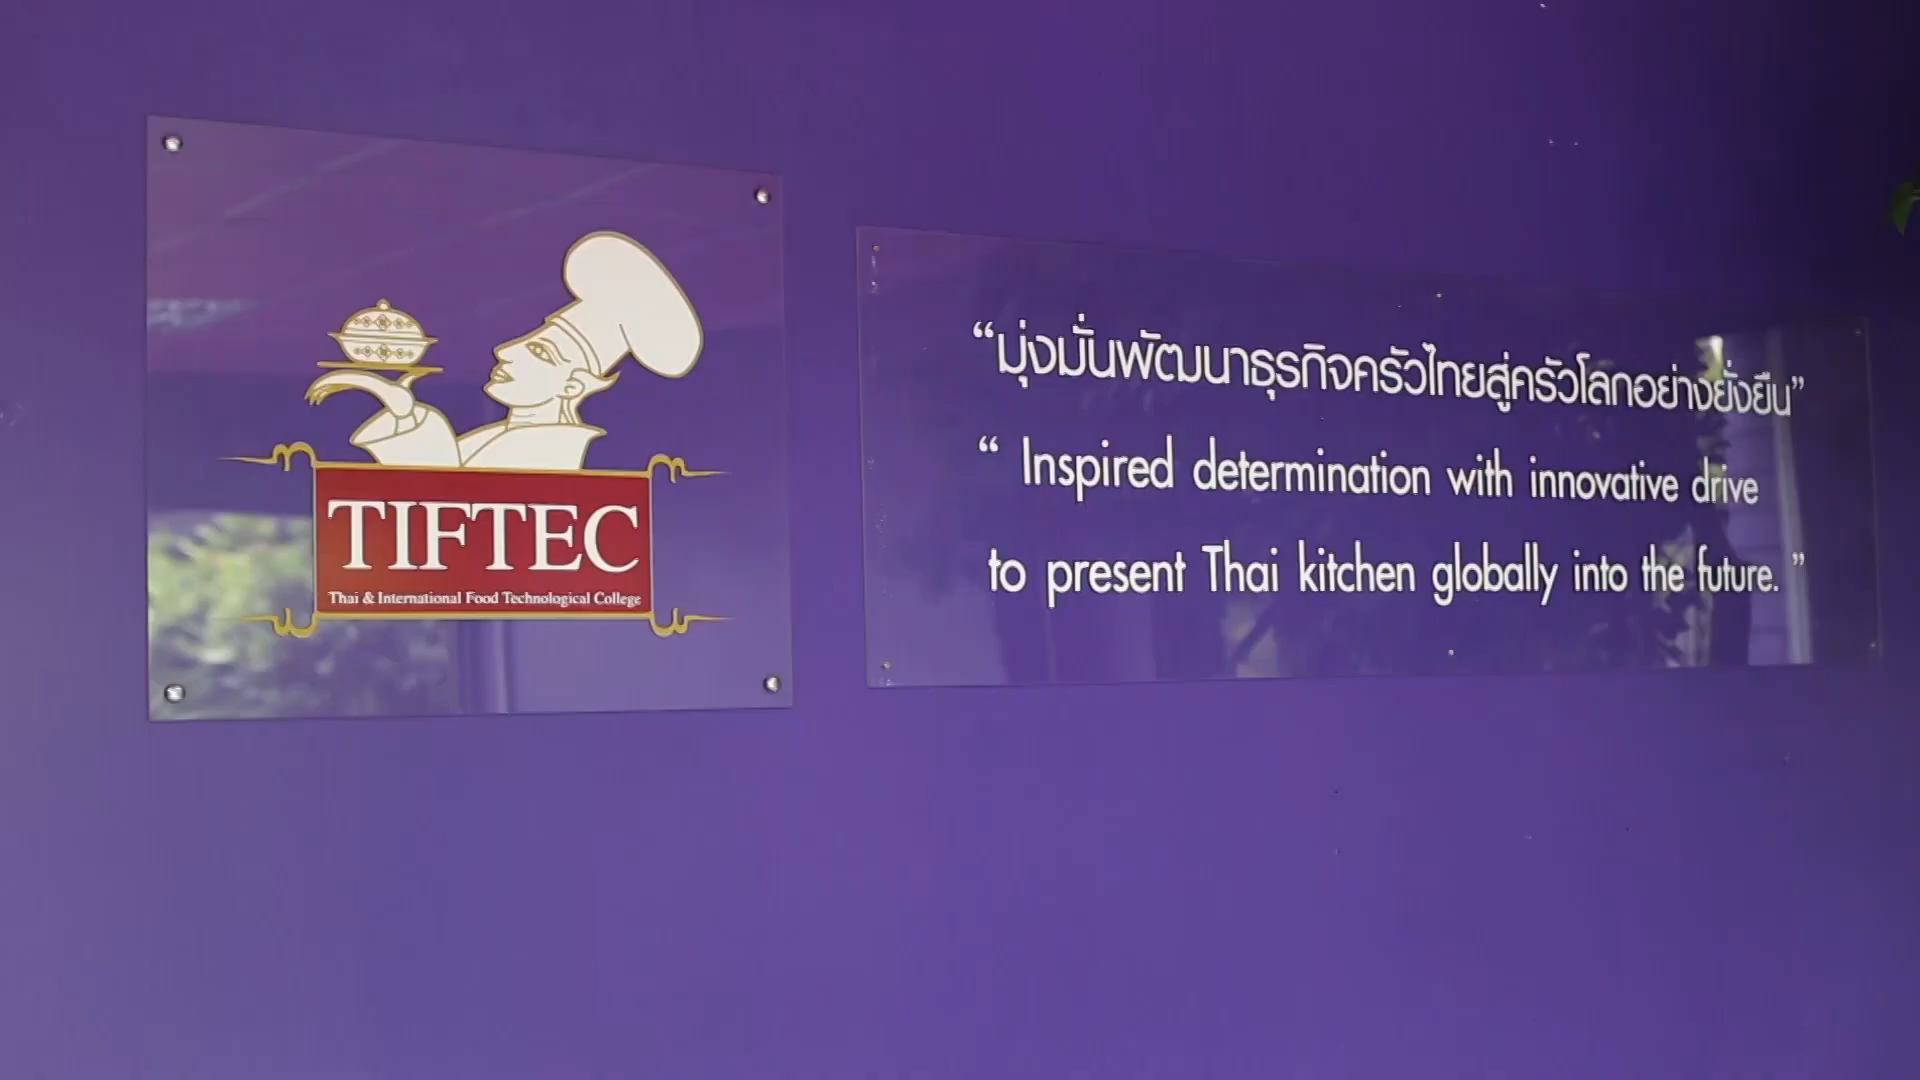 TIFTEC
Thai & International Food Technological College
“มุ่งมั่นพัฒนาธุรกิจครัวไทยสู่ครัวโลกอย่างยั่งยืน”
“ Inspired determination with innovative drive
to present Thai kitchen globally into the future. ”